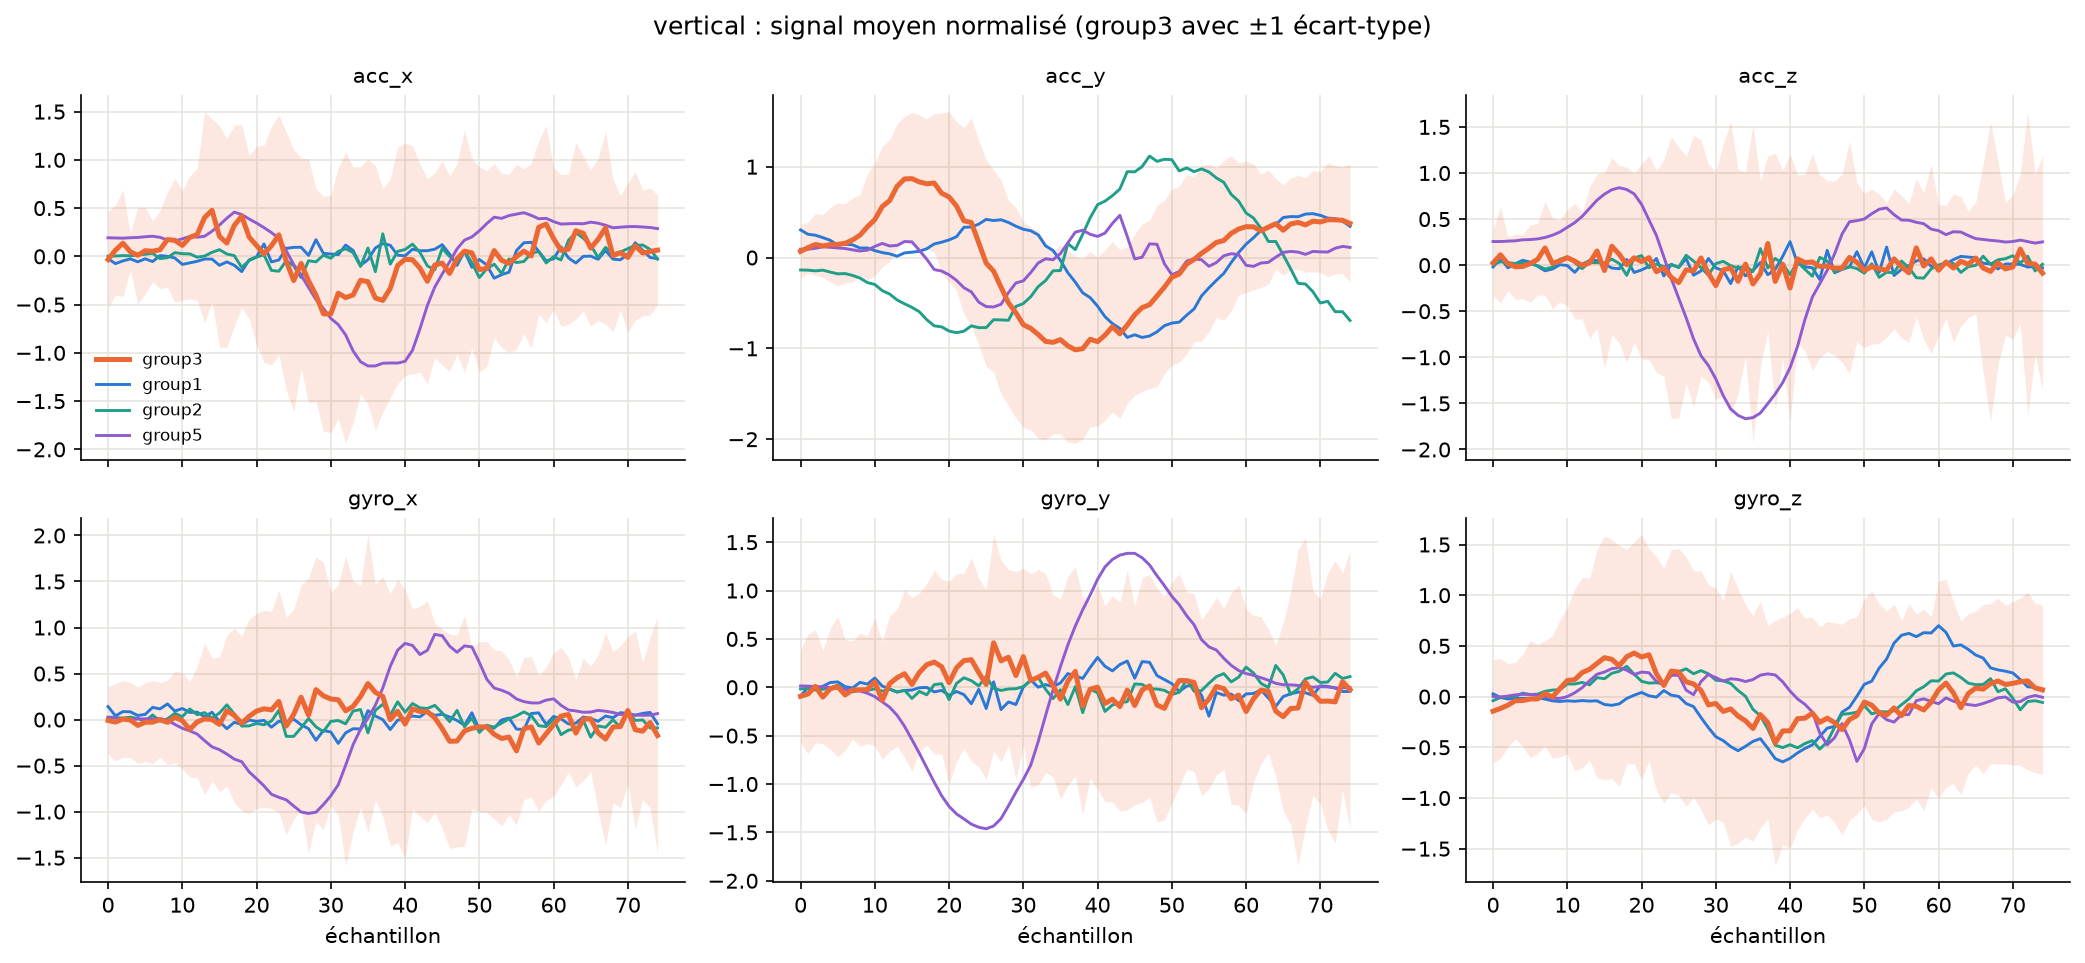 vertical : signal moyen normalisé (group3 avec ±1 écart-type)
acc_x
acc_y
acc_z
1.5
1.0
0.5
0.0
−0.5
−1.0
−1.5
−2.0
group3
group1
group2
group5
1
0
−1
−2
1.5
1.0
0.5
0.0
−0.5
−1.0
−1.5
−2.0
gyro_x
gyro_y
gyro_z
2.0
1.5
1.0
0.5
0.0
−0.5
−1.0
−1.5
0 10 20 30 40 50 60 70
échantillon
1.5
1.0
0.5
0.0
−0.5
−1.0
−1.5
−2.0
0 10 20 30 40 50 60 70
échantillon
1.5
1.0
0.5
0.0
−0.5
−1.0
−1.5
0 10 20 30 40 50 60 70
échantillon